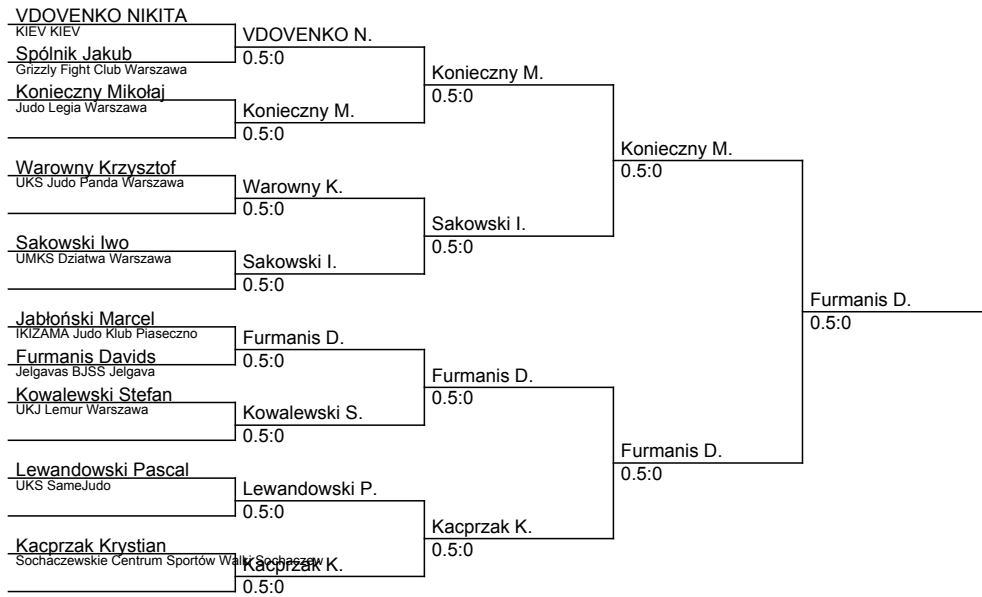 VDOVENKO NIKITA
KIEV KIEV
Spólnik Jakub
Grizzly Fight Club Warszawa
Konieczny Mikołaj
Judo Legia Warszawa
Warowny Krzysztof
UKS Judo Panda Warszawa
Sakowski Iwo
UMKS Dziatwa Warszawa
Jabłoński Marcel
IKIZAMA Judo Klub Piaseczno
Furmanis Davids
Jelgavas BJSS Jelgava
Kowalewski Stefan
UKJ Lemur Warszawa
Lewandowski Pascal
UKS SameJudo
Kacprzak Krystian
Sochaczewskie Centrum Sportów Walki Sochaczew
VDOVENKO N.
0.5:0
Konieczny M.
0.5:0
Warowny K.
0.5:0
Sakowski I.
0.5:0
Furmanis D.
0.5:0
Kowalewski S.
0.5:0
Lewandowski P.
0.5:0
Kacprzak K.
0.5:0
Konieczny M.
0.5:0
Sakowski I.
0.5:0
Furmanis D.
0.5:0
Kacprzak K.
0.5:0
Konieczny M.
0.5:0
Furmanis D.
0.5:0
Furmanis D.
0.5:0